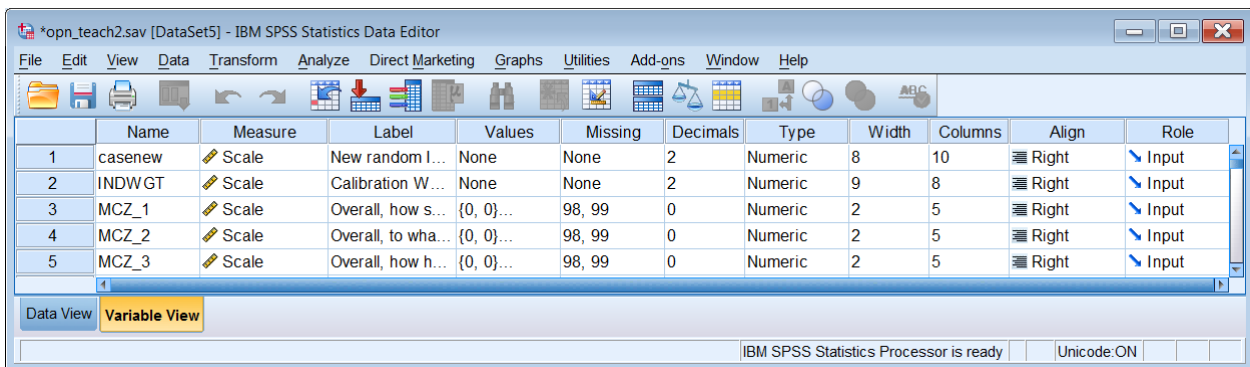 *opn_teach2.sav [DataSet5] - IBM SPSS Statistics Data Editor
File Edit View Data Transform Analyze Direct Marketing Graphs Utilities Add-ons Window Help
Name Measure Label Values Missing Decimals Type Width Columns Align Role
1 casenew Scale New random I... None None 2 Numeric 8 10 Right Input
2 INDWGT Scale Calibration W... None None 2 Numeric 9 8 Right Input
3 MCZ_1 Scale Overall, how s... {0, 0}... 98, 99 0 Numeric 2 5 Right Input
4 MCZ_2 Scale Overall, to wha... {0, 0}... 98, 99 0 Numeric 2 5 Right Input
5 MCZ_3 Scale Overall, how h... {0, 0}... 98, 99 0 Numeric 2 5 Right Input
Data View Variable View
IBM SPSS Statistics Processor is ready Unicode:ON